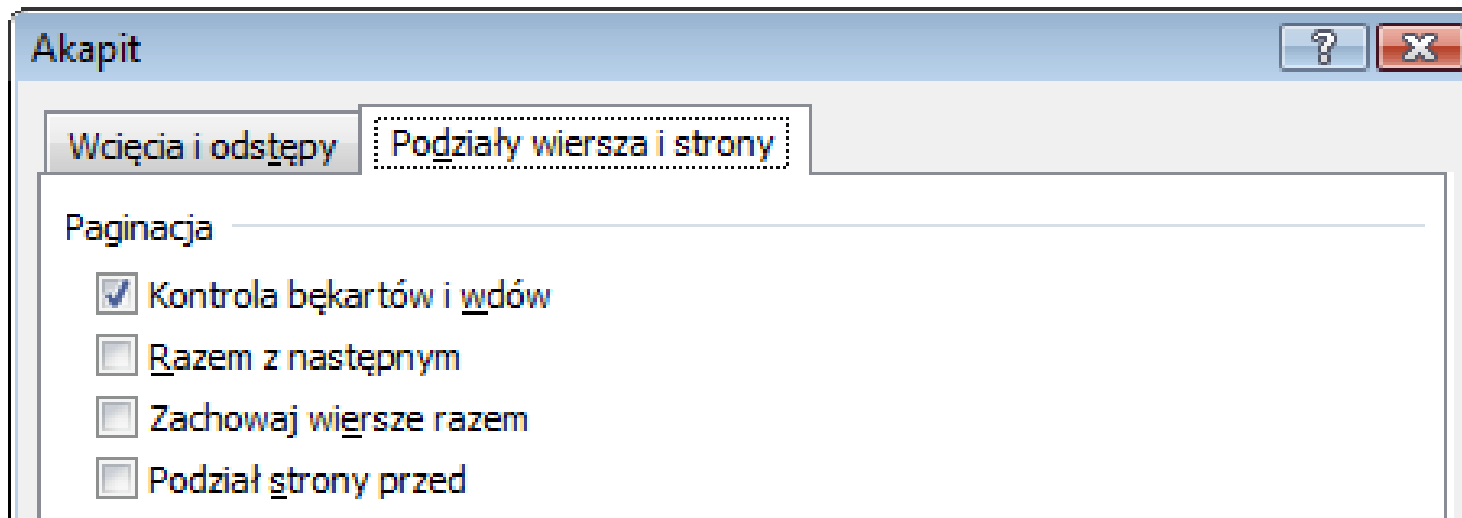 Akapit
Wcięcia i odstępy Podziały wiersza i strony
Paginacja
Kontrola bękartów i wdów
Razem z następnym
Zachowaj wiersze razem
Podział strony przed